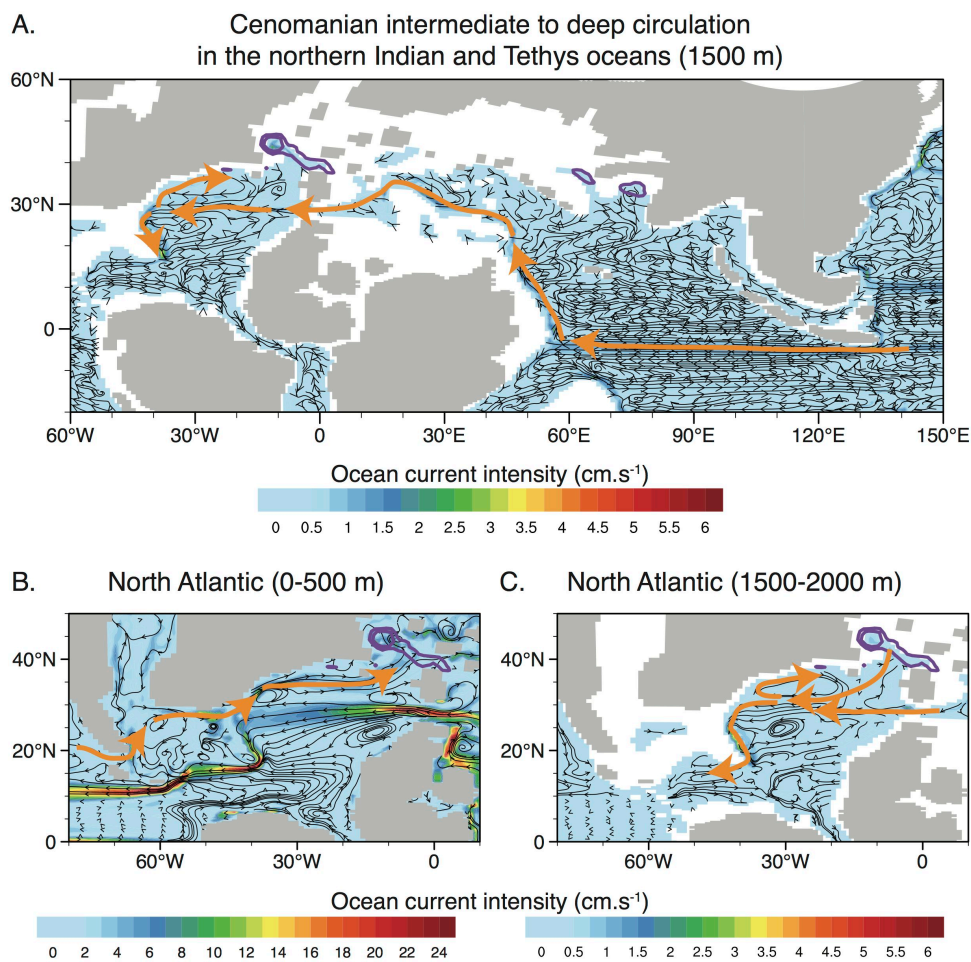 A.
Cenomanian intermediate to deep circulation
in the northern Indian and Tethys oceans (1500 m)
60°N
30°N
0
60°W 30°W 0 30°E 60°E 90°E 120°E 150°E
Ocean current intensity (cm.s-1)
0 0.5 1 1.5 2 2.5 3 3.5 4 4.5 5 5.5 6
B. North Atlantic (0-500 m)
40°N
20°N
0
60°W 30°W 0
C. North Atlantic (1500-2000 m)
40°N
20°N
0
60°W 30°W 0
Ocean current intensity (cm.s-1)
0 2 4 6 8 10 12 14 16 18 20 22 24
0 0.5 1 1.5 2 2.5 3 3.5 4 4.5 5 5.5 6